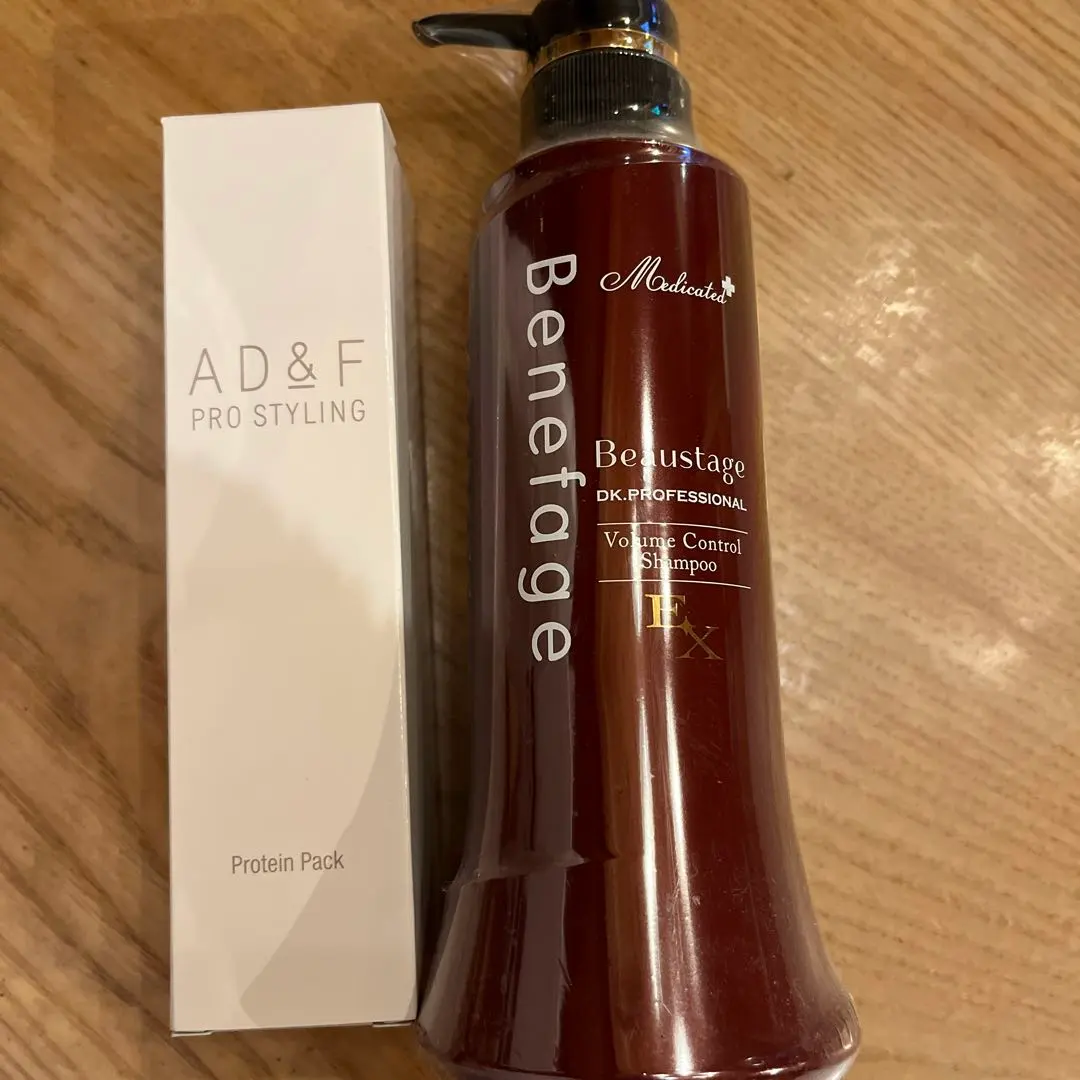 AD&F
PRO STYLING
Protein Pack
Benefage
Medicated
Beaustage
DK.PROFESSIONAL
Volume Control
Shampoo
EX